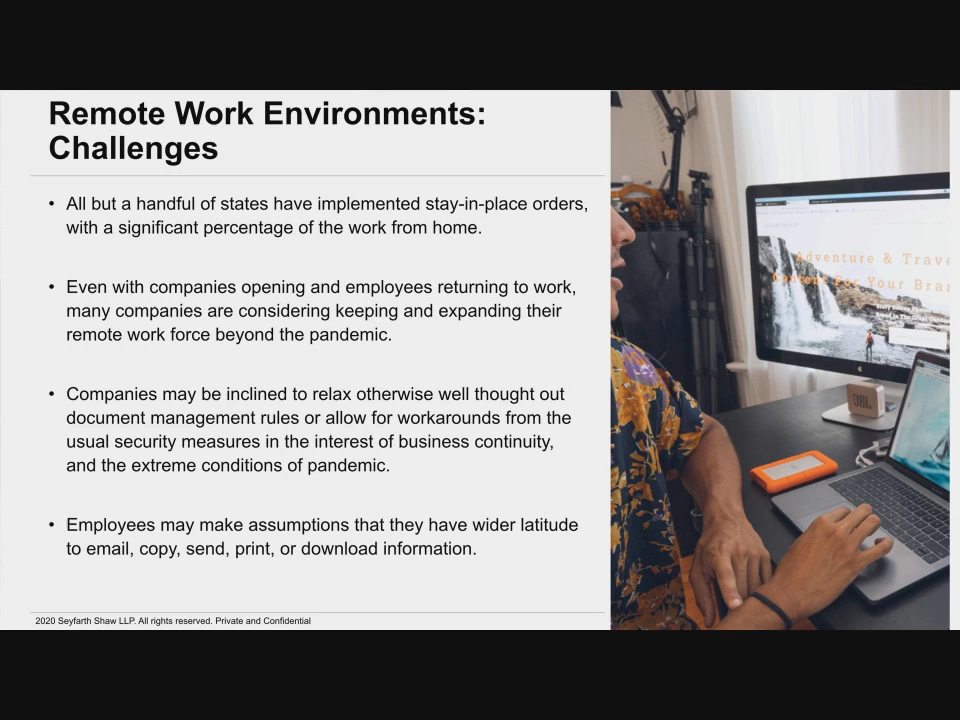 Remote Work Environments:
Challenges
• All but a handful of states have implemented stay-in-place orders,
with a significant percentage of the work from home.
• Even with companies opening and employees returning to work,
many companies are considering keeping and expanding their
remote work force beyond the pandemic.
• Companies may be inclined to relax otherwise well thought out
document management rules or allow for workarounds from the
usual security measures in the interest of business continuity,
and the extreme conditions of pandemic.
• Employees may make assumptions that they have wider latitude
to email, copy, send, print, or download information.
2020 Seyfarth Shaw LLP. All rights reserved. Private and Confidential
Adventure & Trave
Content For Your Bran
JBL